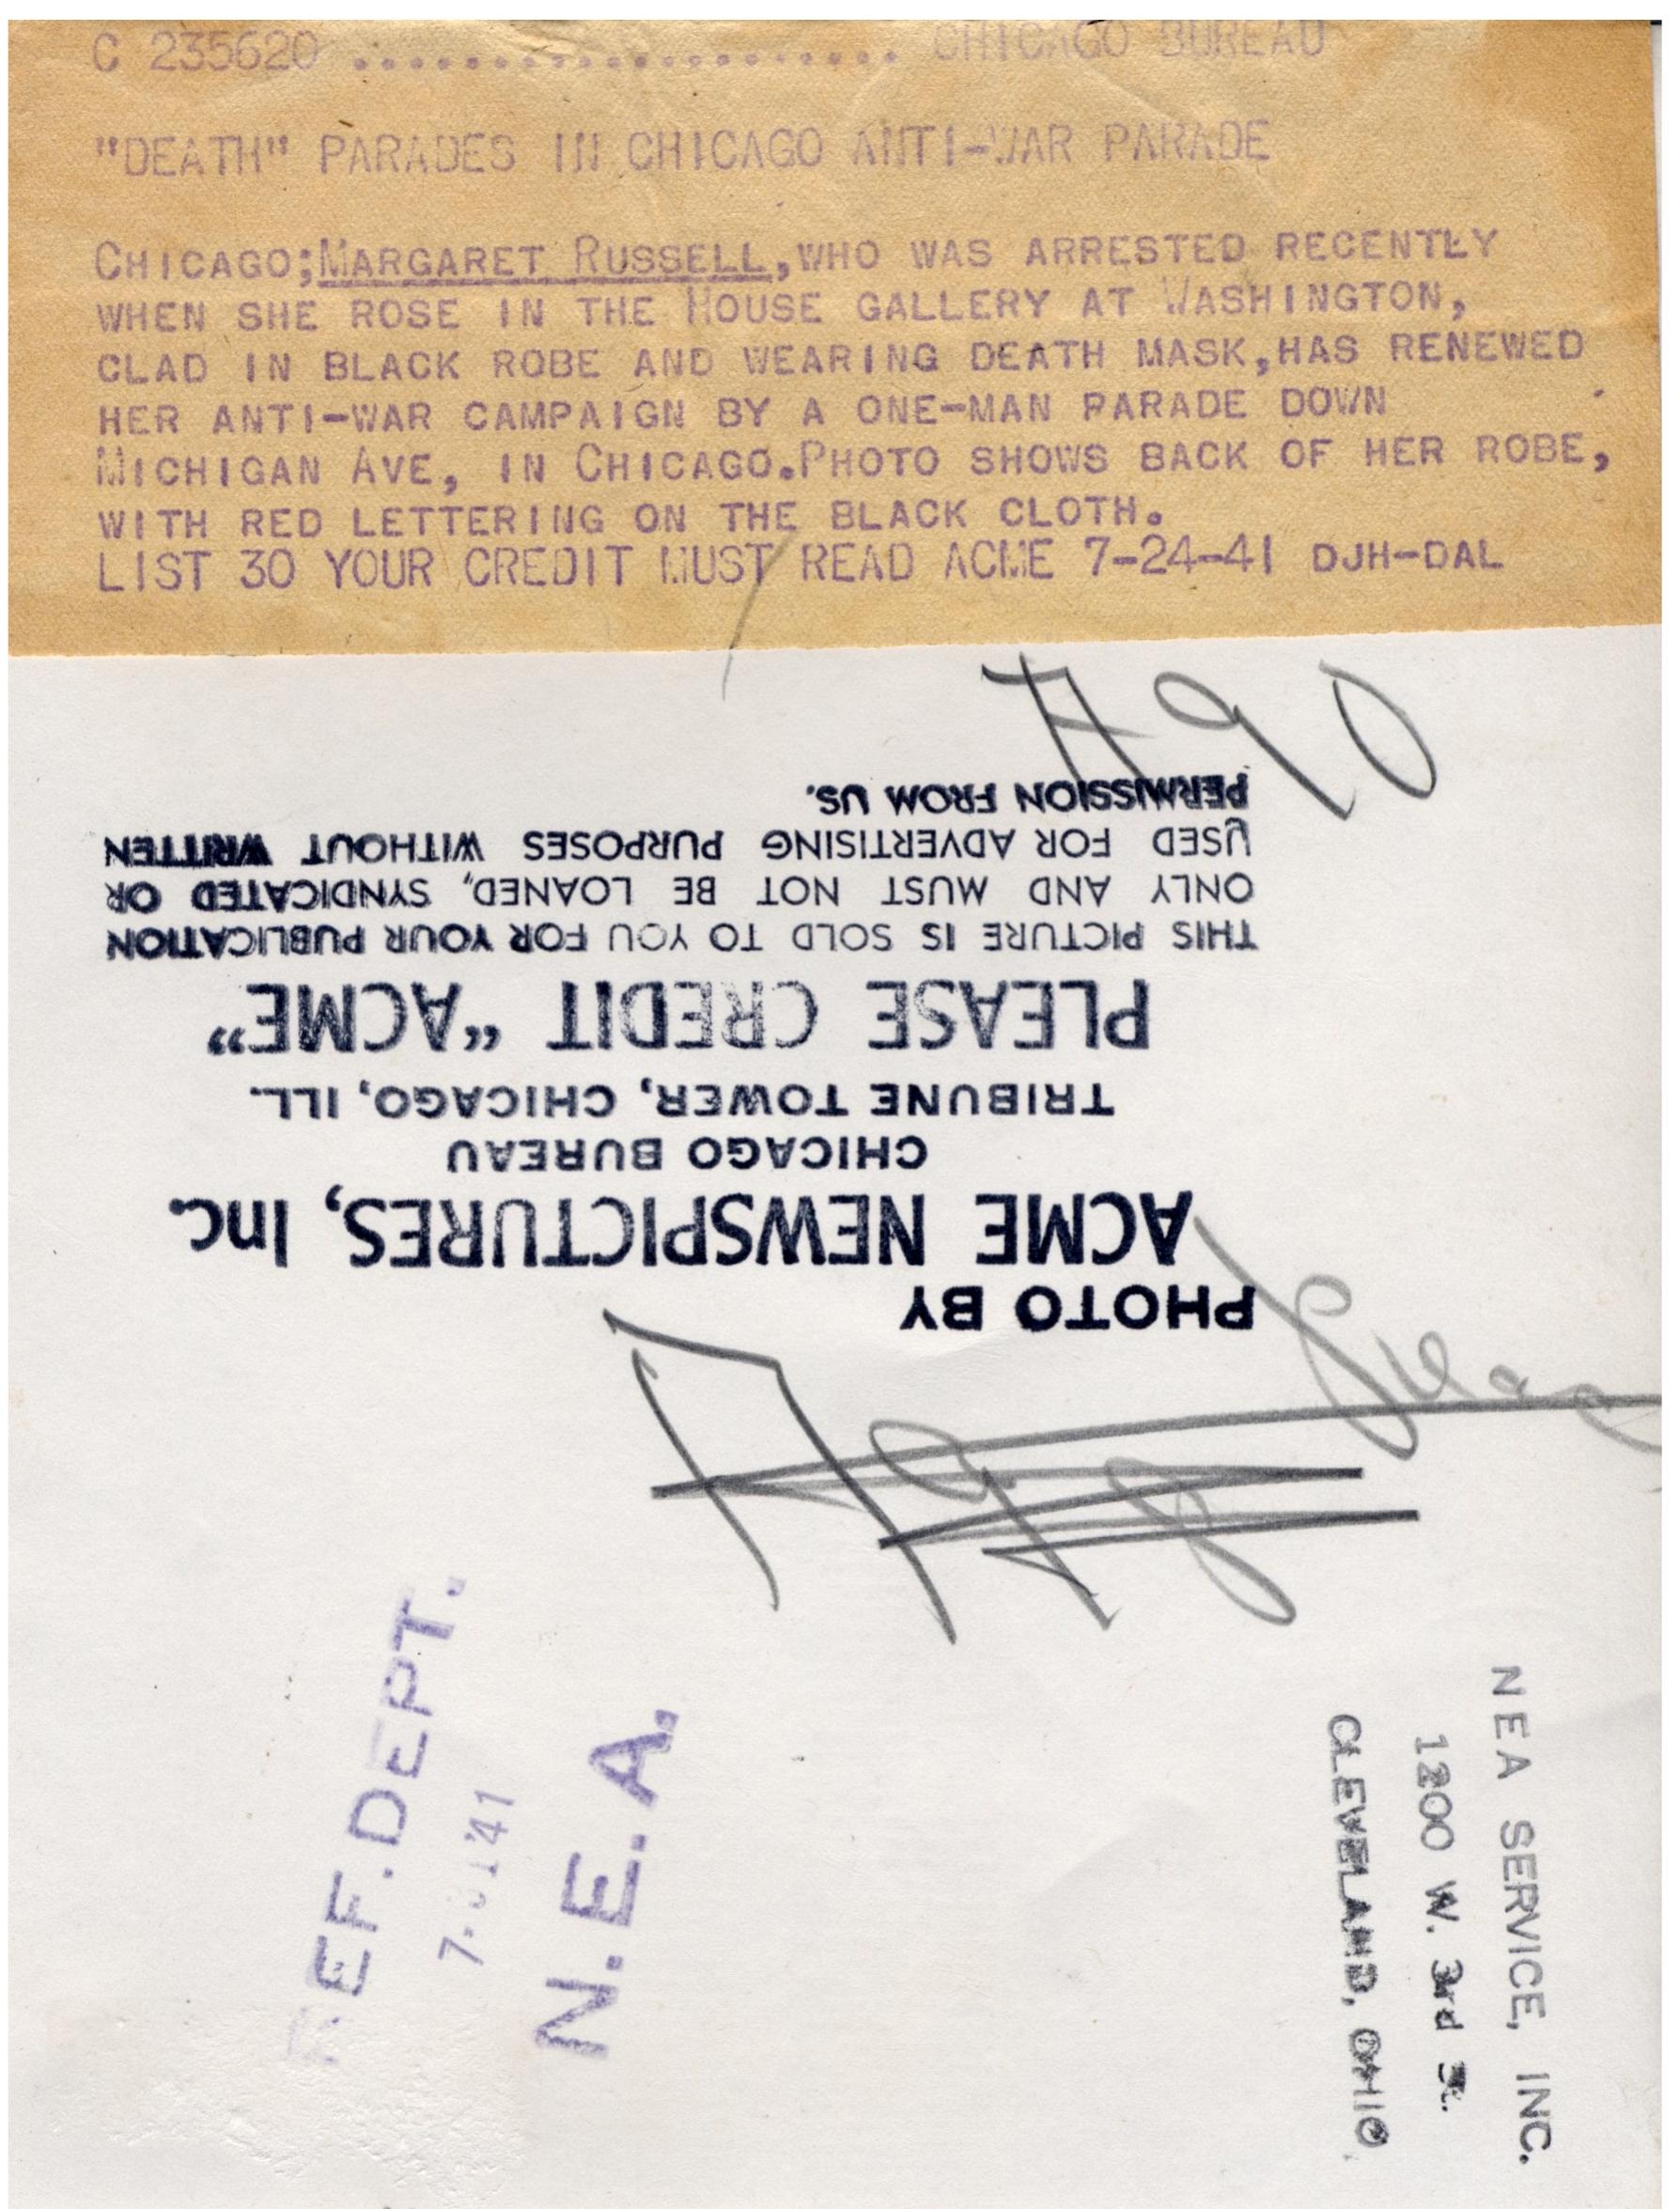 C 235620 ..................... CHICAGO BUREAU
"DEATH" PARADES IN CHICAGO ANTI-WAR PARADE
CHICAGO;MARGARET RUSSELL,WHO WAS ARRESTED RECENTLY
WHEN SHE ROSE IN THE HOUSE GALLERY AT WASHINGTON,
CLAD IN BLACK ROBE AND WEARING DEATH MASK,HAS RENEWED
HER ANTI-WAR CAMPAIGN BY A ONE-MAN PARADE DOWN
MICHIGAN AVE, IN CHICAGO.PHOTO SHOWS BACK OF HER ROBE,
WITH RED LETTERING ON THE BLACK CLOTH.
LIST 30 YOUR CREDIT MUST READ ACME 7-24-41 DJH-DAL
PHOTO BY
ACME NEWSPICTURES, Inc.
CHICAGO BUREAU
TRIBUNE TOWER, CHICAGO, ILL.
PLEASE CREDIT "ACME"
THIS PICTURE IS SOLD TO YOU FOR YOUR PUBLICATION
ONLY AND MUST NOT BE LOANED, SYNDICATED OR
USED FOR ADVERTISING PURPOSES WITHOUT WRITTEN
PERMISSION FROM US.
REF. DEPT.
N. E. A.
NEA SERVICE, INC.
1200 W. 3rd St.
CLEVELAND, OHIO